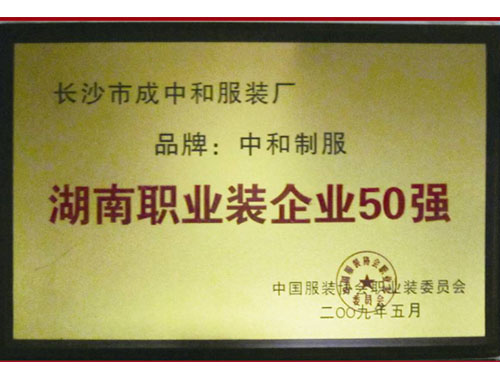 长沙市成中和服装厂
品牌：中和制服
湖南职业装企业50强
中国服装协会职业装委员会
二〇〇九年五月